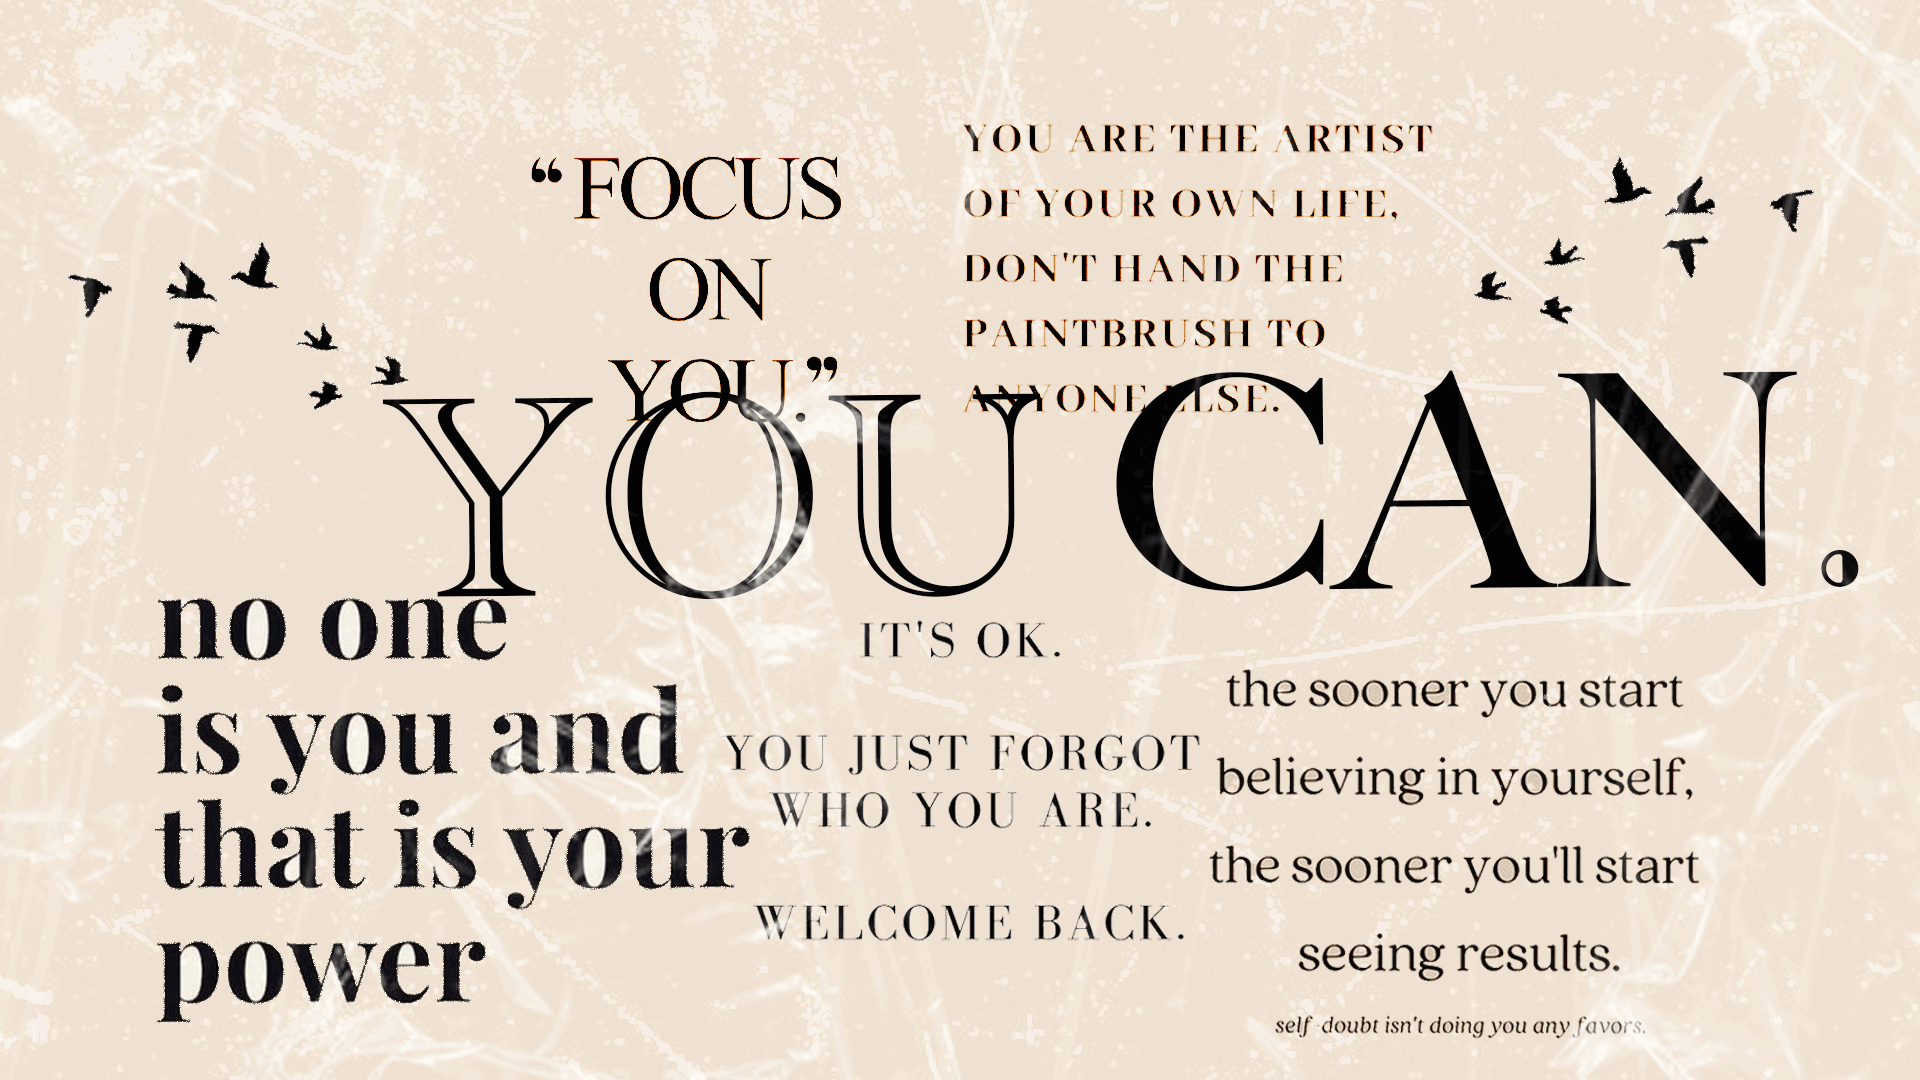 “FOCUS
ON
YOU.”
YOU ARE THE ARTIST
OF YOUR OWN LIFE,
DON'T HAND THE
PAINTBRUSH TO
ANYONE ELSE.
YOU CAN.
no one
is you and
that is your
power
IT'S OK.
YOU JUST FORGOT
WHO YOU ARE.
WELCOME BACK.
the sooner you start
believing in yourself,
the sooner you'll start
seeing results.
self-doubt isn't doing you any favors.